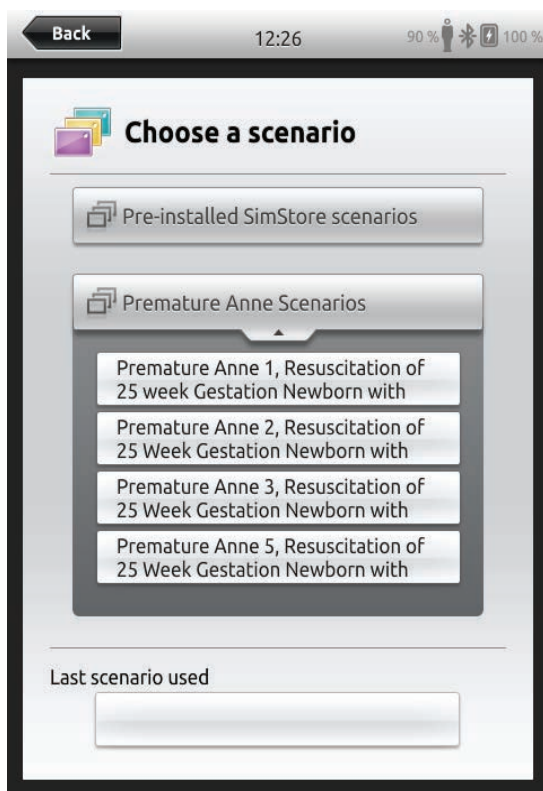 Back
12:26
90 %
100 %
Choose a scenario
Pre-installed SimStore scenarios
Premature Anne Scenarios
Premature Anne 1, Resuscitation of
25 week Gestation Newborn with
Premature Anne 2, Resuscitation of
25 Week Gestation Newborn with
Premature Anne 3, Resuscitation of
25 Week Gestation Newborn with
Premature Anne 5, Resuscitation of
25 Week Gestation Newborn with
Last scenario used